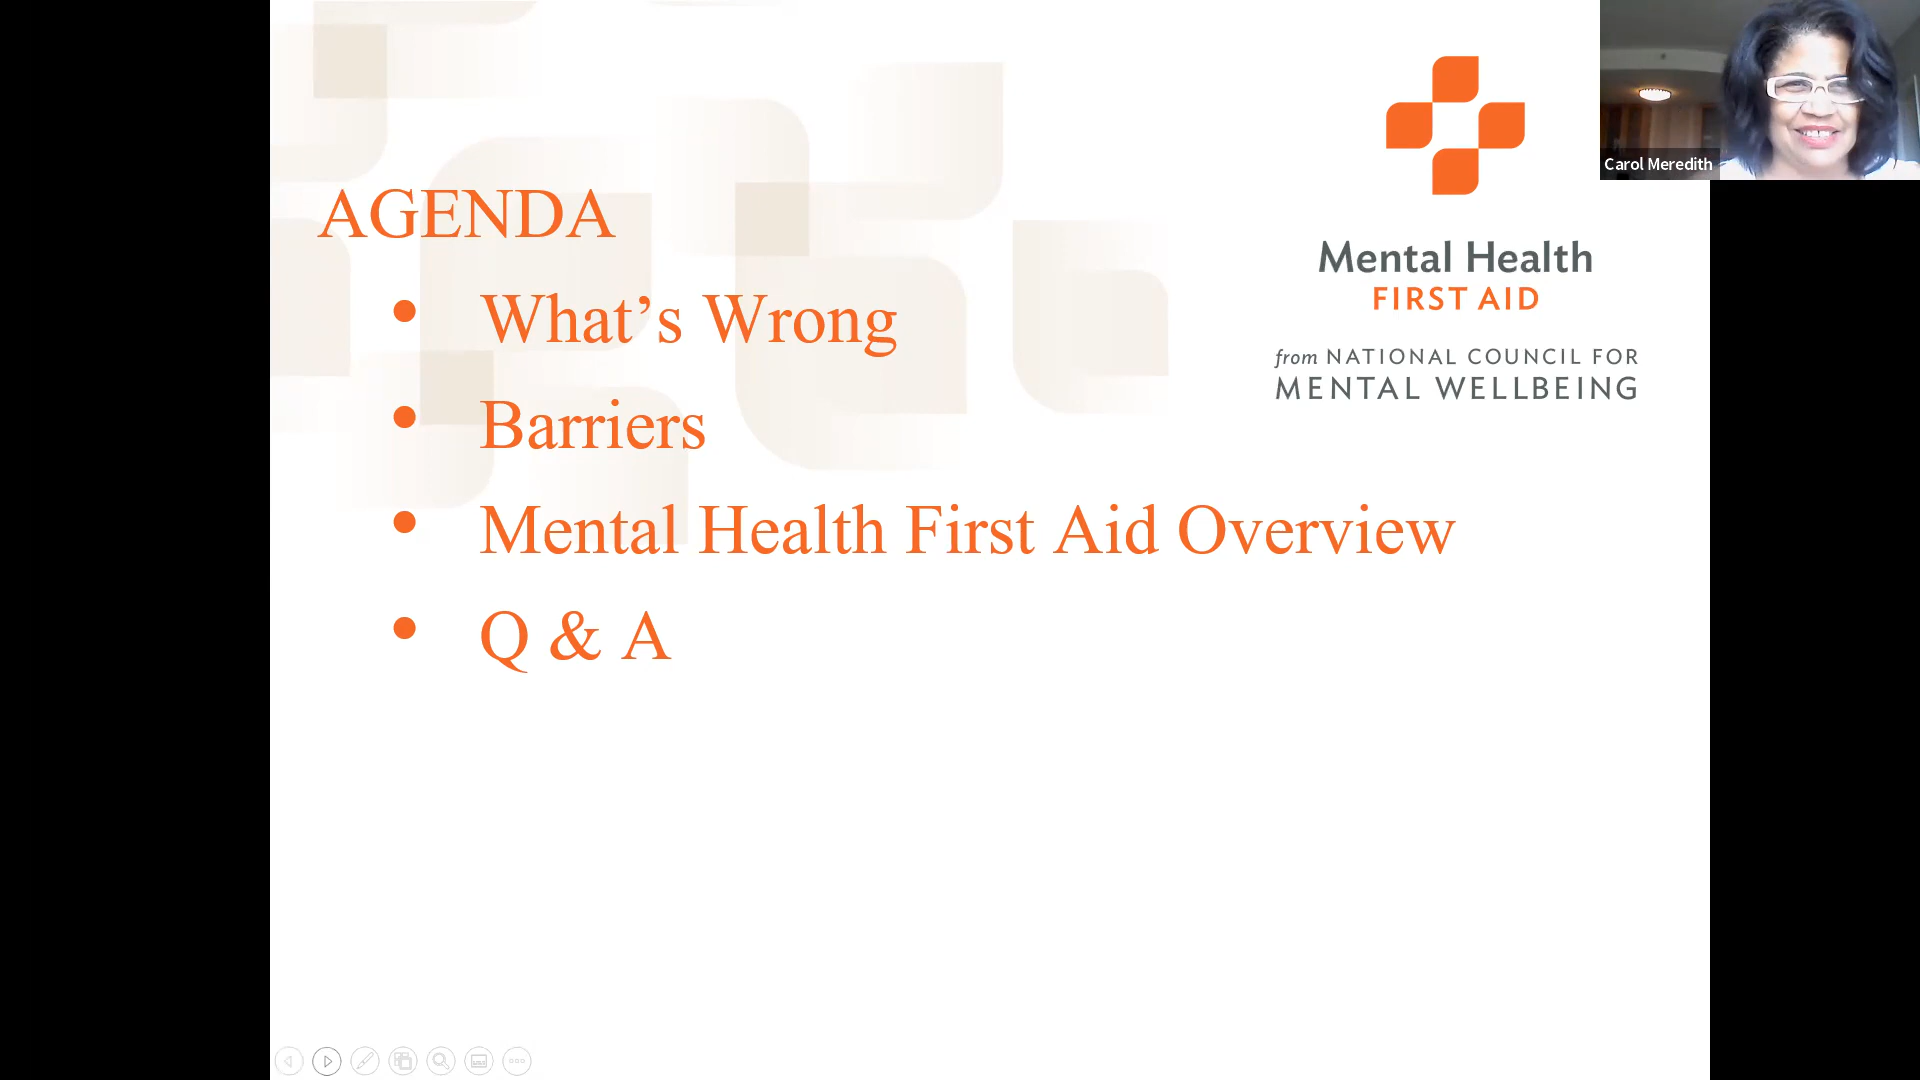 AGENDA
• What’s Wrong
• Barriers
• Mental Health First Aid Overview
• Q & A
Mental Health
FIRST AID
from NATIONAL COUNCIL FOR
MENTAL WELLBEING
Carol Meredith